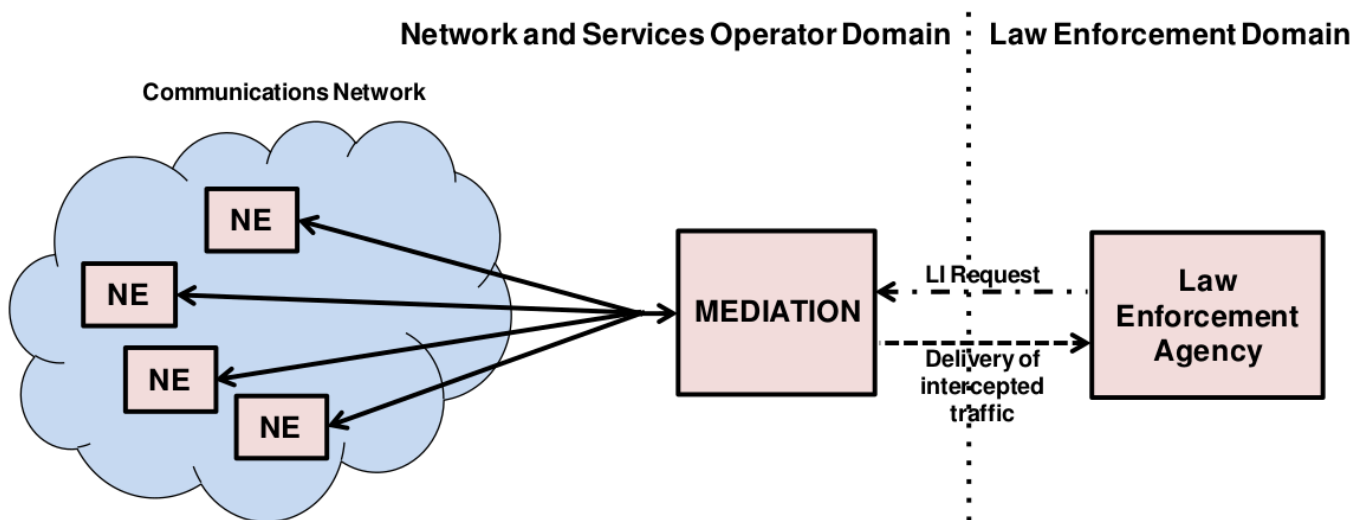 Network and Services Operator Domain
Law Enforcement Domain
Communications Network
NE
NE
NE
NE
MEDIATION
LI Request
Delivery of
intercepted
traffic
Law
Enforcement
Agency